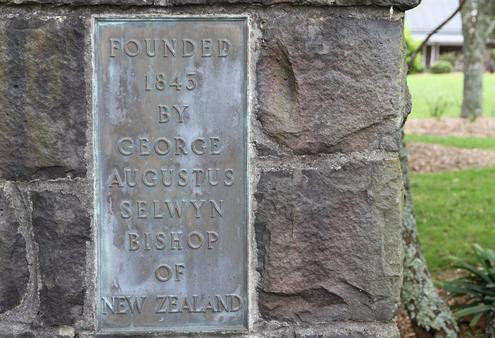 FOUNDED
1843
BY
GEORGE
AUGUSTUS
SELWYN
BISHOP
OF
NEW ZEALAND